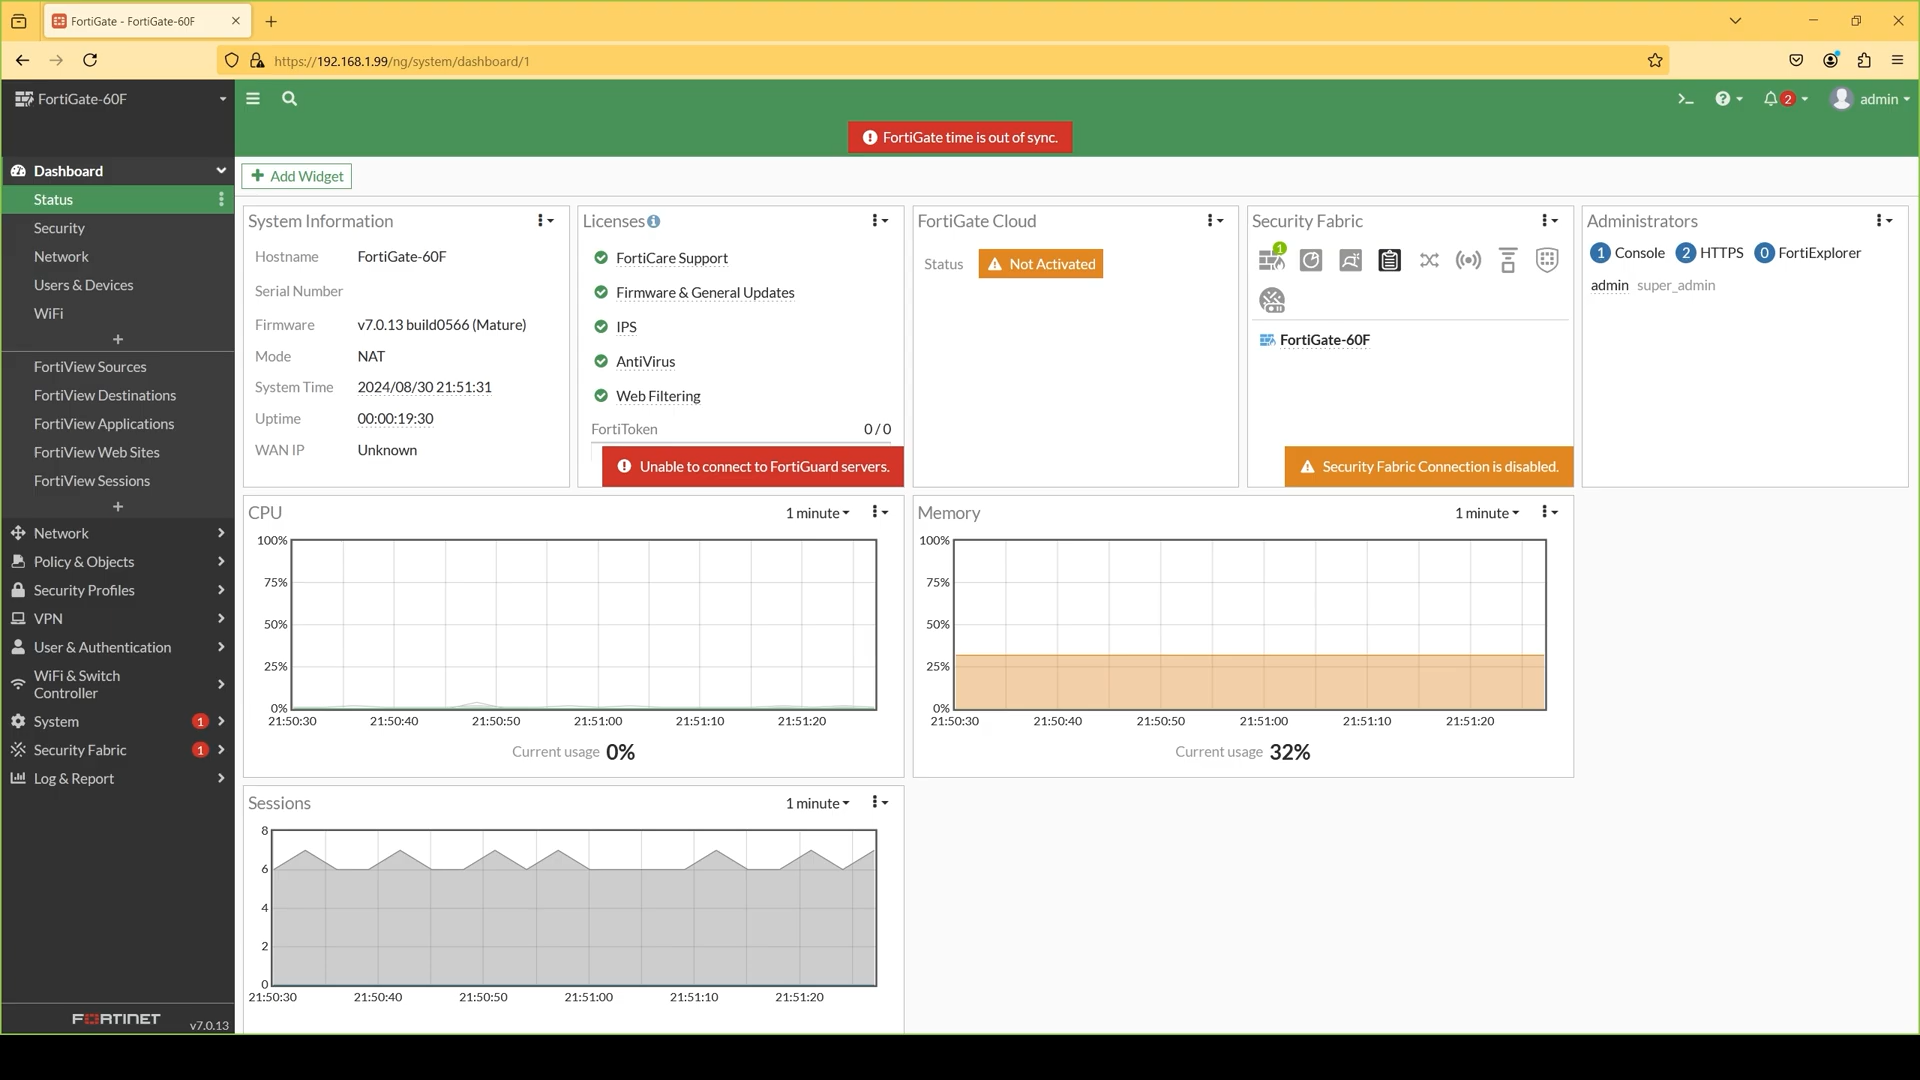 FortiGate - FortiGate-60F
https://192.168.1.99/ng/system/dashboard/1
FortiGate-60F
2
admin
FortiGate time is out of sync.
Dashboard
Status
Security
Network
Users & Devices
WiFi
FortiView Sources
FortiView Destinations
FortiView Applications
FortiView Web Sites
FortiView Sessions
Network
Policy & Objects
Security Profiles
VPN
User & Authentication
WiFi & Switch
Controller
System 1
Security Fabric 1
Log & Report
FORTINET v7.0.13
Add Widget
System Information
Hostname FortiGate-60F
Serial Number
Firmware v7.0.13 build0566 (Mature)
Mode NAT
System Time 2024/08/30 21:51:31
Uptime 00:00:19:30
WAN IP Unknown
Licenses
FortiCare Support
Firmware & General Updates
IPS
AntiVirus
Web Filtering
FortiToken 0 / 0
Unable to connect to FortiGuard servers.
FortiGate Cloud
Status Not Activated
Security Fabric
1
FortiGate-60F
Security Fabric Connection is disabled.
Administrators
1 Console 2 HTTPS 0 FortiExplorer
admin super_admin
CPU 1 minute
100%
75%
50%
25%
0%
21:50:30 21:50:40 21:50:50 21:51:00 21:51:10 21:51:20
Current usage 0%
Memory 1 minute
100%
75%
50%
25%
0%
21:50:30 21:50:40 21:50:50 21:51:00 21:51:10 21:51:20
Current usage 32%
Sessions 1 minute
8
6
4
2
0
21:50:30 21:50:40 21:50:50 21:51:00 21:51:10 21:51:20